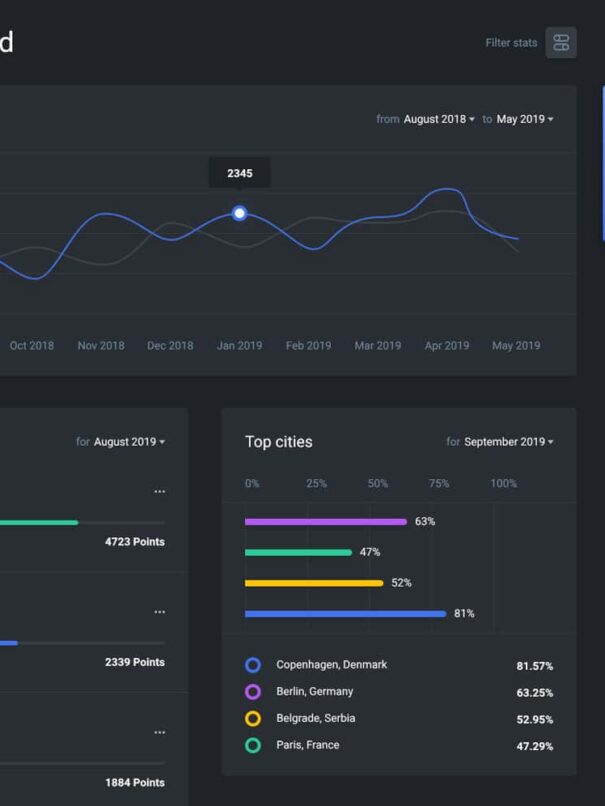 d
Filter stats
from August 2018 to May 2019
2345
Oct 2018 Nov 2018 Dec 2018 Jan 2019 Feb 2019 Mar 2019 Apr 2019 May 2019
for August 2019
...
4723 Points
...
2339 Points
...
1884 Points
Top cities for September 2019
0% 25% 50% 75% 100%
63%
47%
52%
81%
Copenhagen, Denmark 81.57%
Berlin, Germany 63.25%
Belgrade, Serbia 52.95%
Paris, France 47.29%